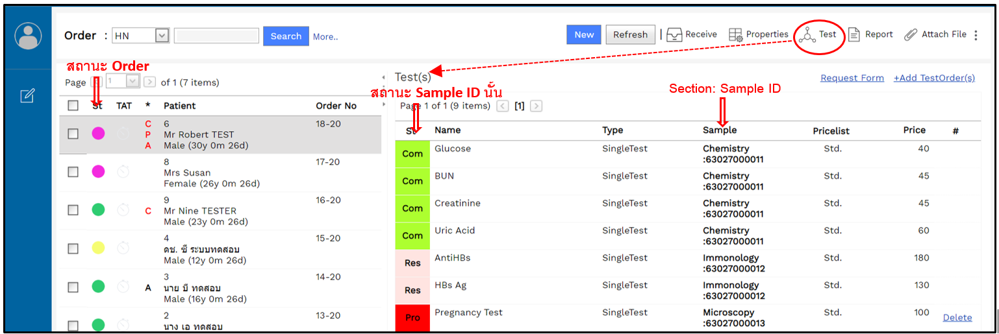 Order : HN Search More..
New Refresh | Receive Properties Test Report Attach File
สถานะ Order
Page 1 of 1 (7 items)
St TAT * Patient Order No
C 6 18-20
P Mr Robert TEST
A Male (30y 0m 26d)
8 17-20
Mrs Susan
Female (26y 0m 26d)
9 16-20
C Mr Nine TESTER
Male (23y 0m 26d)
4 15-20
ดช. ซี ระบบทดสอบ
Male (12y 0m 26d)
3 14-20
A นาย บี ทดสอบ
Male (16y 0m 26d)
2 13-20
นาง เอ ทดสอบ
Test(s)
Request Form +Add TestOrder(s)
สถานะ Sample ID นั้น
Section: Sample ID
Page 1 of 1 (9 items) < [1] >
St Name Type Sample Pricelist Price #
Com Glucose SingleTest Chemistry Std. 40
:63027000011
Com BUN SingleTest Chemistry Std. 45
:63027000011
Com Creatinine SingleTest Chemistry Std. 45
:63027000011
Com Uric Acid SingleTest Chemistry Std. 60
:63027000011
Res AntiHBs SingleTest Immonology Std. 180
:63027000012
Res HBs Ag SingleTest Immonology Std. 130
:63027000012
Pro Pregnancy Test SingleTest Microscopy Std. 100 Delete
:63027000013